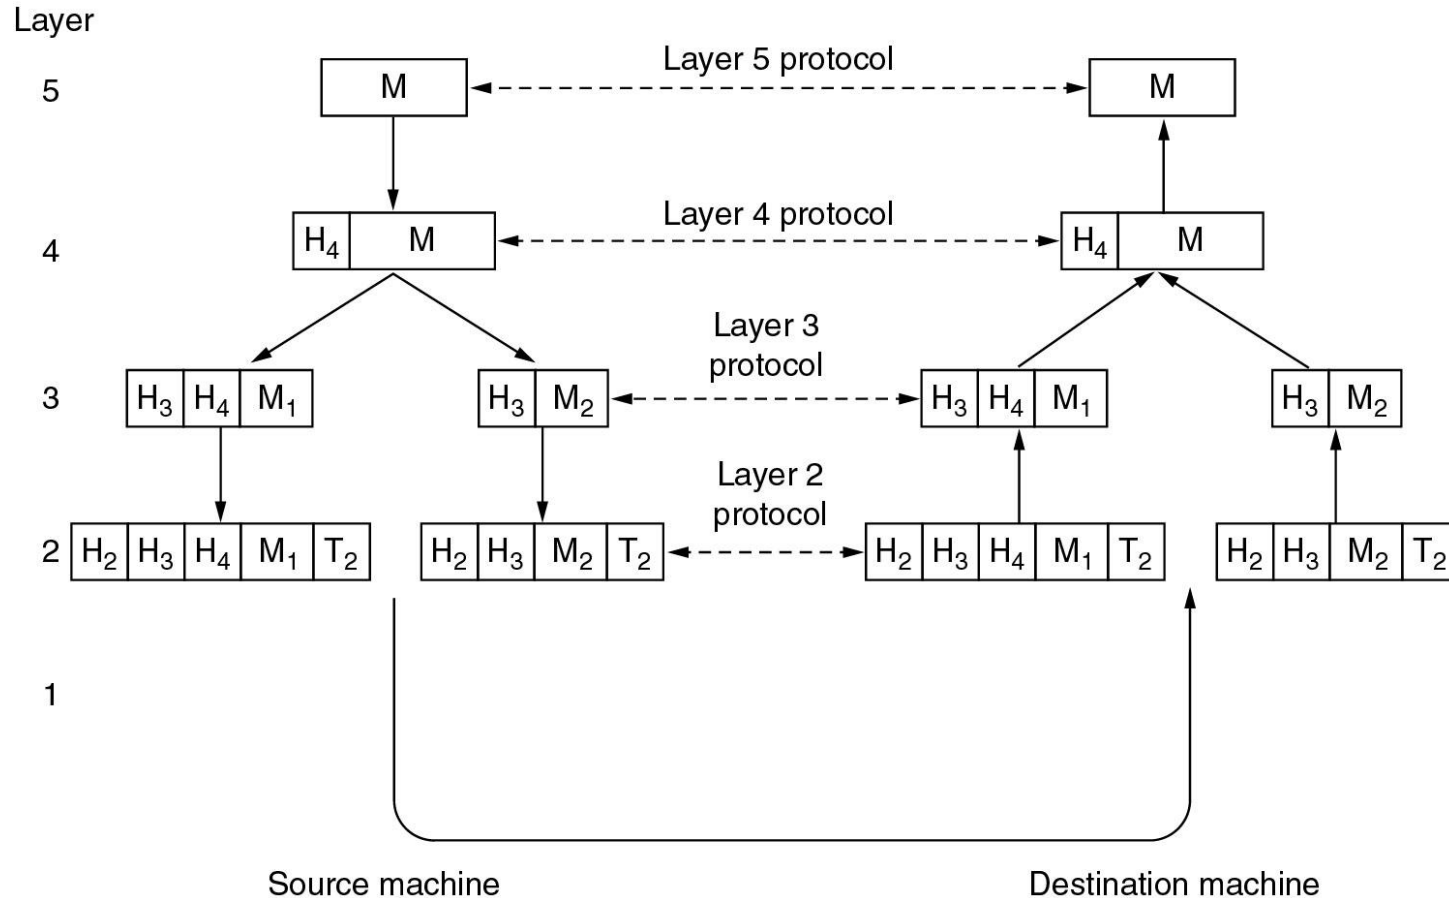 Layer
5 M Layer 5 protocol M
4 H₄ M Layer 4 protocol H₄ M
Layer 3
protocol
3 H₃ H₄ M₁ H₃ M₂ H₃ H₄ M₁ H₃ M₂
Layer 2
protocol
2 H₂ H₃ H₄ M₁ T₂ H₂ H₃ M₂ T₂ H₂ H₃ H₄ M₁ T₂ H₂ H₃ M₂ T₂
1
Source machine Destination machine